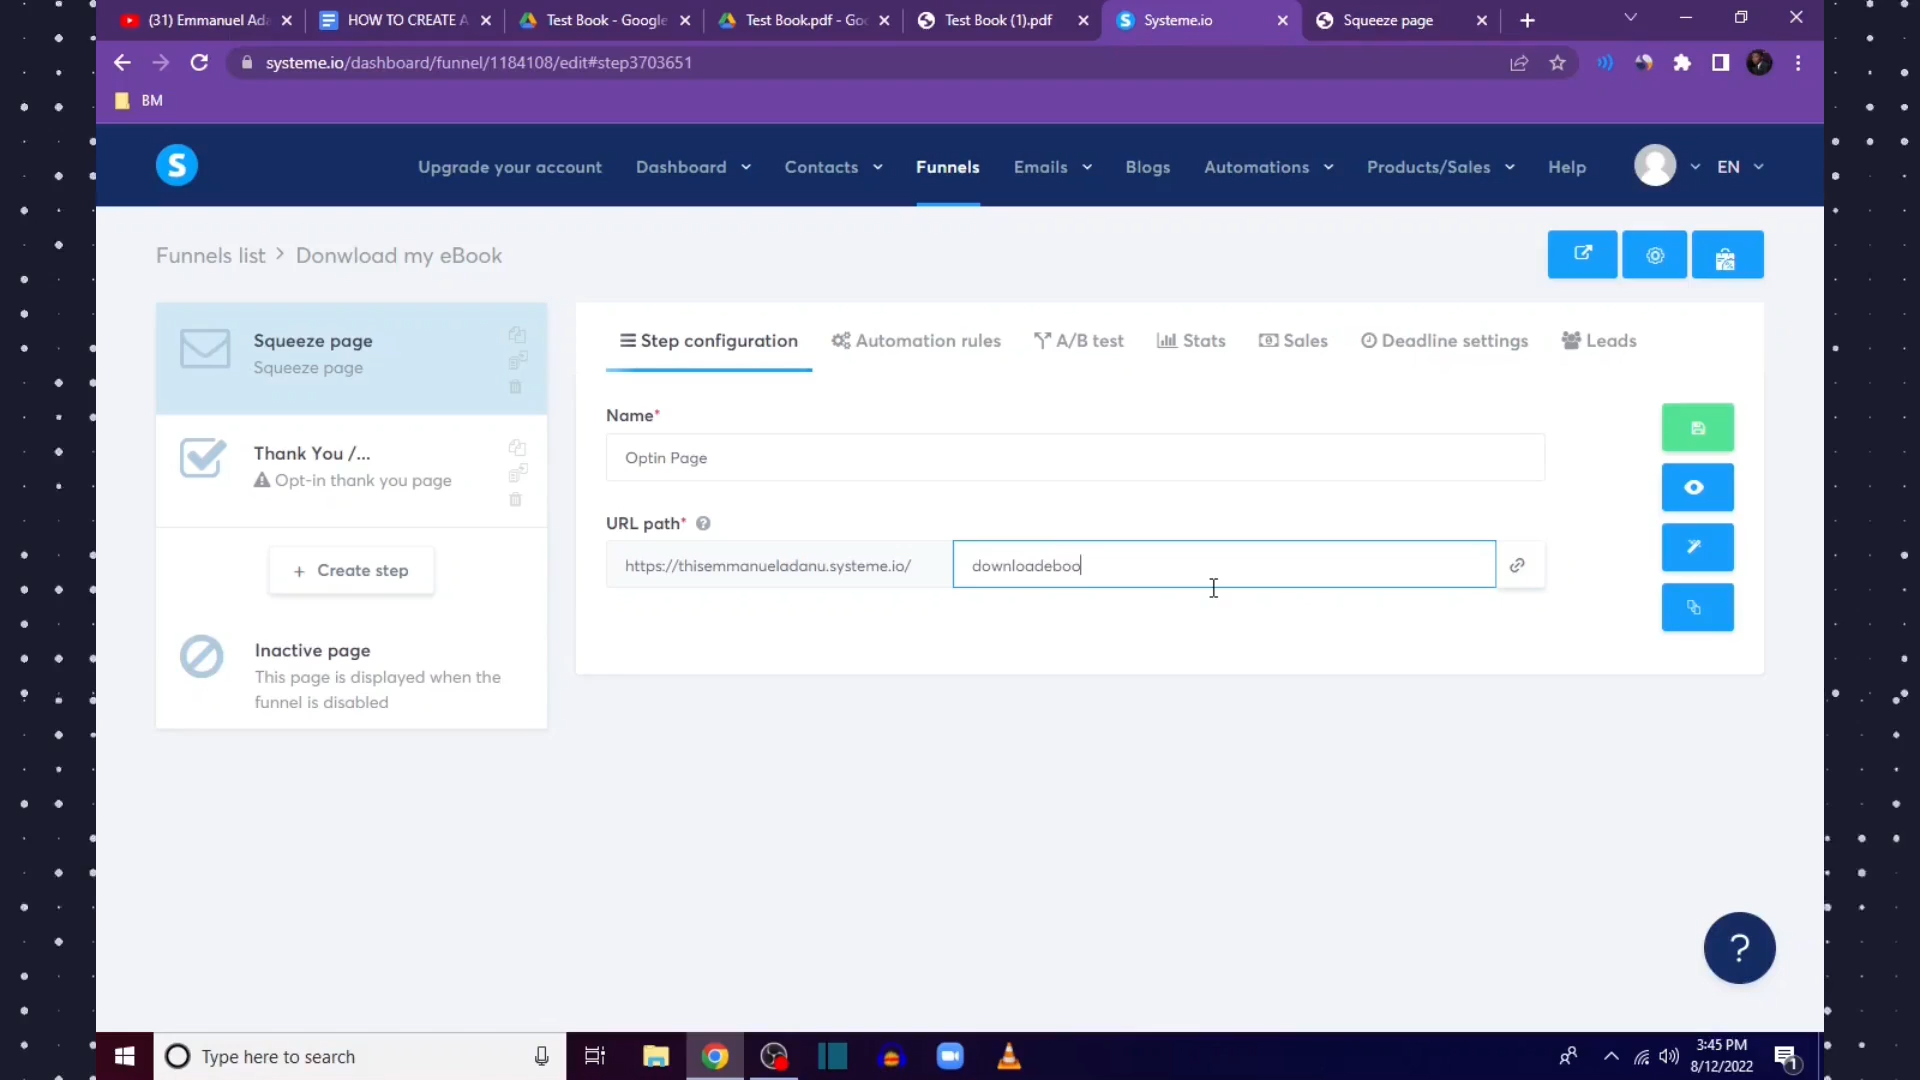 (31) Emmanuel Ada
HOW TO CREATE A
Test Book - Google
Test Book.pdf - Go
Test Book (1).pdf
Systeme.io
Squeeze page
systeme.io/dashboard/funnel/1184108/edit#step3703651
BM
S
Upgrade your account
Dashboard
Contacts
Funnels
Emails
Blogs
Automations
Products/Sales
Help
EN
Funnels list > Donwload my eBook
Squeeze page
Squeeze page
Thank You /...
Opt-in thank you page
+ Create step
Inactive page
This page is displayed when the
funnel is disabled
Step configuration
Automation rules
A/B test
Stats
Sales
Deadline settings
Leads
Name*
Optin Page
URL path* ?
https://thisemmanueladanu.systeme.io/
downloadeboo
?
Type here to search
3:45 PM
8/12/2022
1